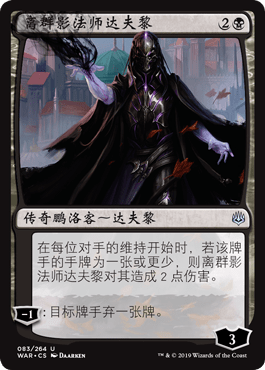 离群影法师达夫黎 2
传奇鹏洛客～达夫黎
在每位对手的维持开始时，若该牌
手的手牌为一张或更少，则离群影
法师达夫黎对其造成2点伤害。
-1 :目标牌手弃一张牌。
3
083/264 U
WAR • CS DAARKEN
™ & © 2019 Wizards of the Coast